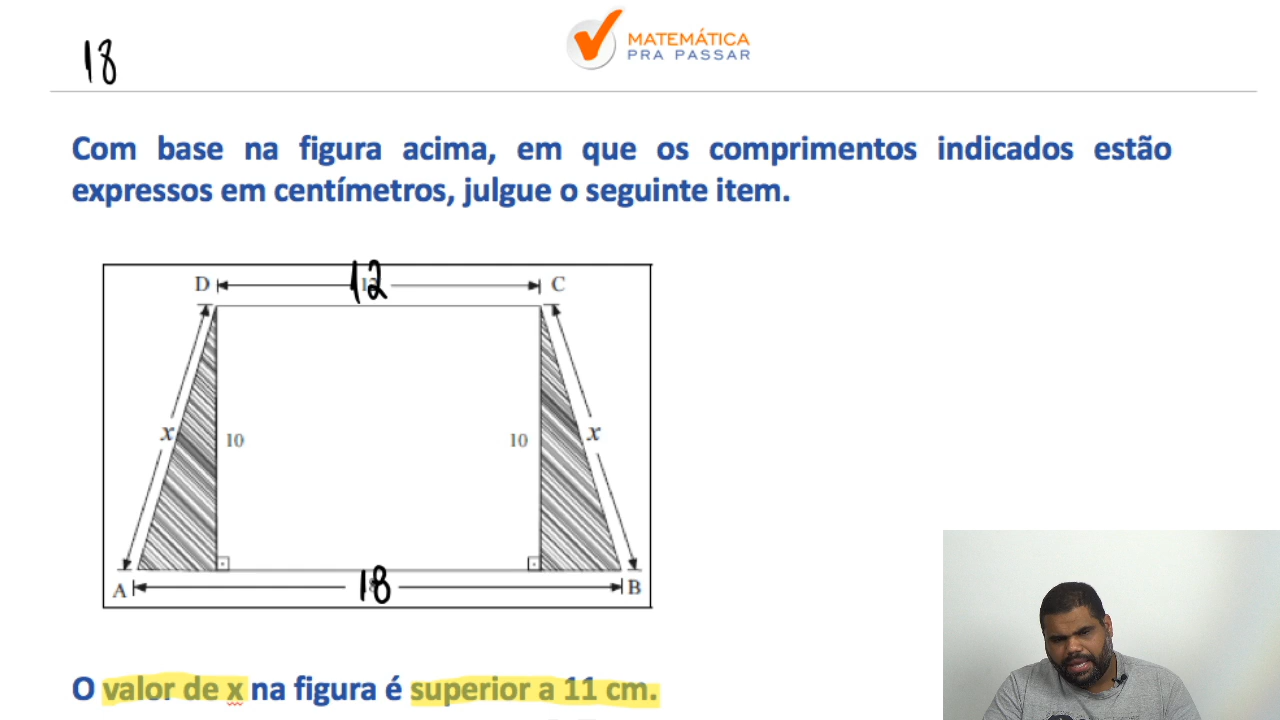 18
MATEMÁTICA
PRA PASSAR
Com base na figura acima, em que os comprimentos indicados estão
expressos em centímetros, julgue o seguinte item.
D 12 C
x 10 10 x
A 18 B
O valor de x na figura é superior a 11 cm.